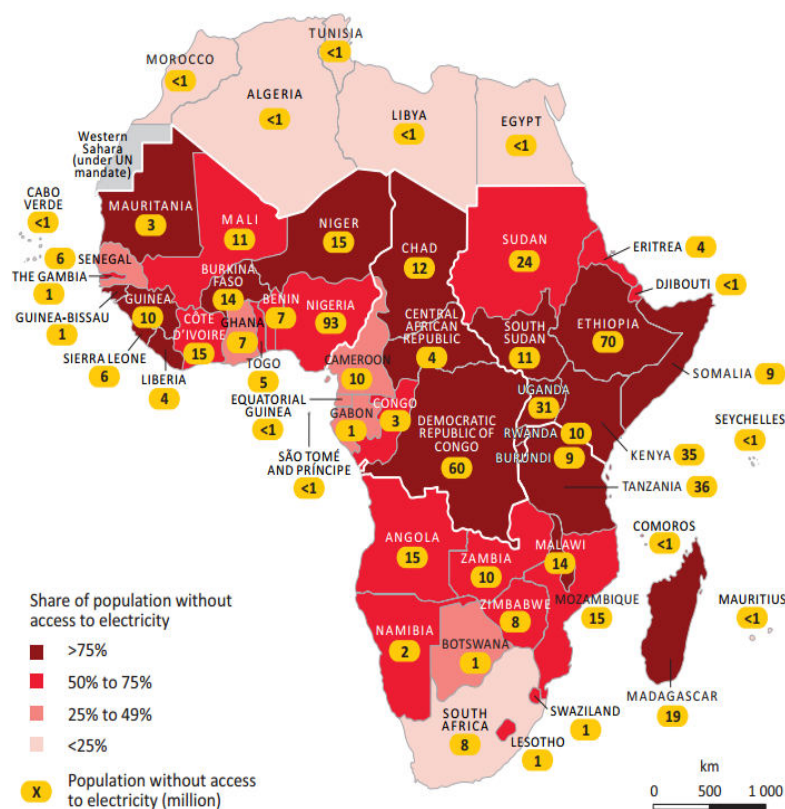 TUNISIA
<1
MOROCCO
<1
ALGERIA
<1
LIBYA
<1
EGYPT
<1
Western
Sahara
(under UN
mandate)
CABO
VERDE
<1
MAURITANIA
3
MALI
11
NIGER
15
CHAD
12
SUDAN
24
ERITREA 4
DJIBOUTI <1
6 SENEGAL
THE GAMBIA
1
GUINEA-BISSAU
1
GUINEA
10
SIERRA LEONE
6
LIBERIA
4
BURKINA
FASO
14
CÔTE
D'IVOIRE
15
GHANA
7
TOGO
5
BENIN
7
NIGERIA
93
CENTRAL
AFRICAN
REPUBLIC
4
SOUTH
SUDAN
11
ETHIOPIA
70
SOMALIA 9
CAMEROON
10
EQUATORIAL
GUINEA
<1
GABON
1
CONGO
3
SÃO TOMÉ
AND PRÍNCIPE
<1
DEMOCRATIC
REPUBLIC OF
CONGO
60
UGANDA
31
RWANDA 10
BURUNDI 9
KENYA 35
TANZANIA 36
SEYCHELLES
<1
COMOROS
<1
ANGOLA
15
ZAMBIA
10
MALAWI
14
MOZAMBIQUE
15
MAURITIUS
<1
ZIMBABWE
8
NAMIBIA
2
BOTSWANA
1
MADAGASCAR
19
SOUTH
AFRICA
8
SWAZILAND
1
LESOTHO
1
Share of population without
access to electricity
>75%
50% to 75%
25% to 49%
<25%
X Population without access
to electricity (million)
km
0 500 1 000